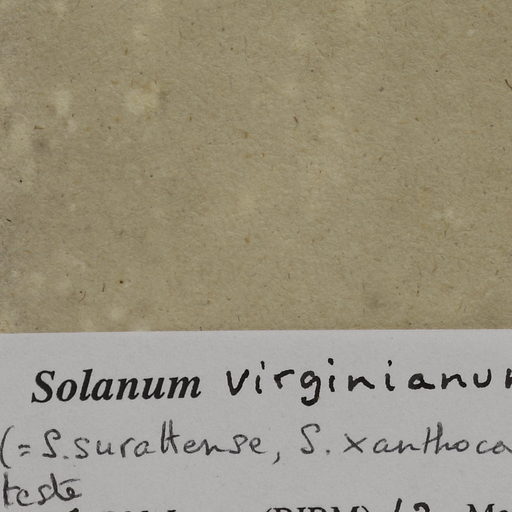 Solanum virginianum
(= S. surattense, S. xanthoca
teste